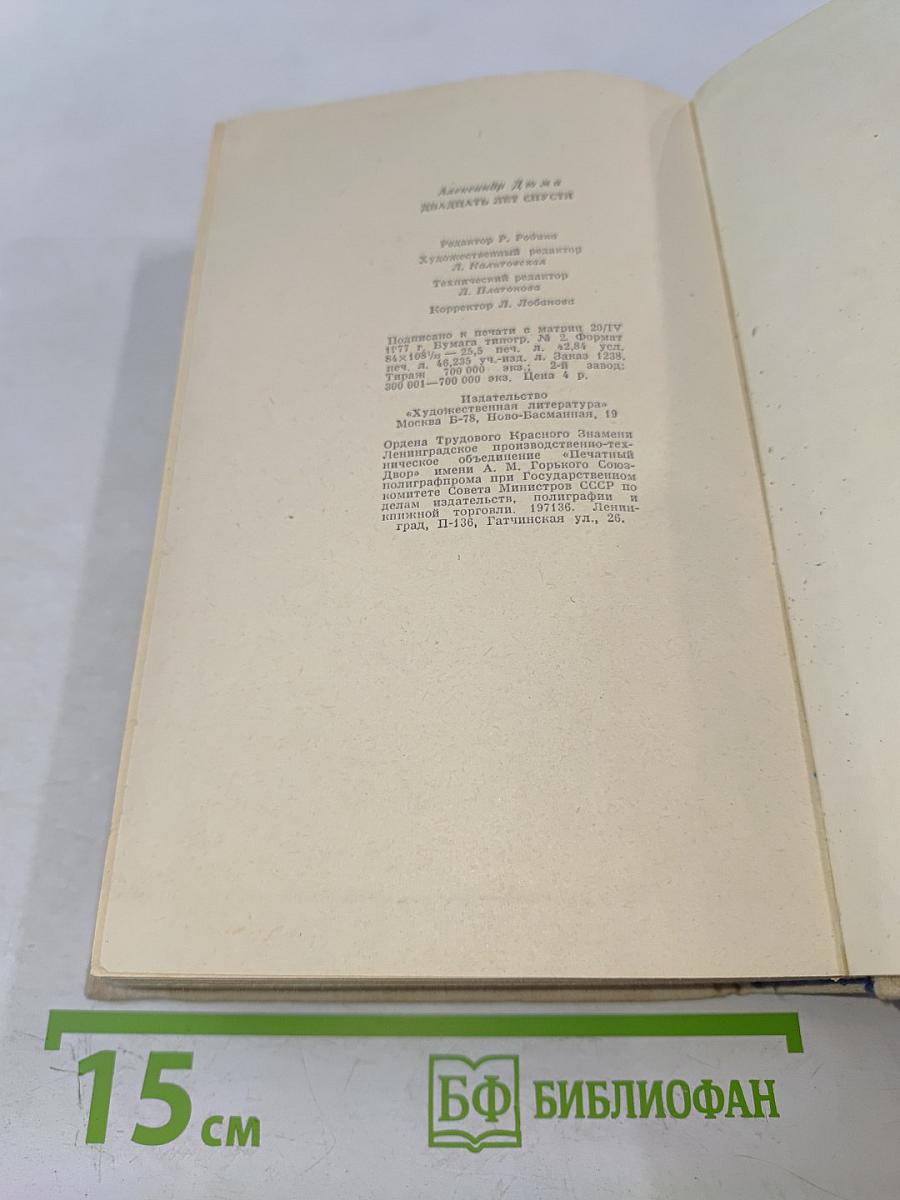 Александр Дюма
ДВАДЦАТЬ ЛЕТ СПУСТЯ
Редактор Р. Родина
Художественный редактор
Л. Калитовская
Технический редактор
Л. Платонова
Корректор Л. Лобанова
Подписано к печати с матриц 20/IV
1977 г. Бумага типогр. № 2. Формат
84×108¹/₃₂ — 25,5 печ. л. 42,84 усл.
печ. л. 46,235 уч.-изд. л. Заказ 1238.
Тираж 700 000 экз.; 2-й завод:
300 001—700 000 экз. Цена 4 р.
Издательство
«Художественная литература»
Москва Б-78, Ново-Басманная, 19
Ордена Трудового Красного Знамени
Ленинградское производственно-тех-
ническое объединение «Печатный
Двор» имени А. М. Горького Союз-
полиграфпрома при Государственном
комитете Совета Министров СССР по
делам издательств, полиграфии и
книжной торговли. 197136. Ленин-
град, П-136, Гатчинская ул., 26.
15 см
БФ БИБЛИОФАН